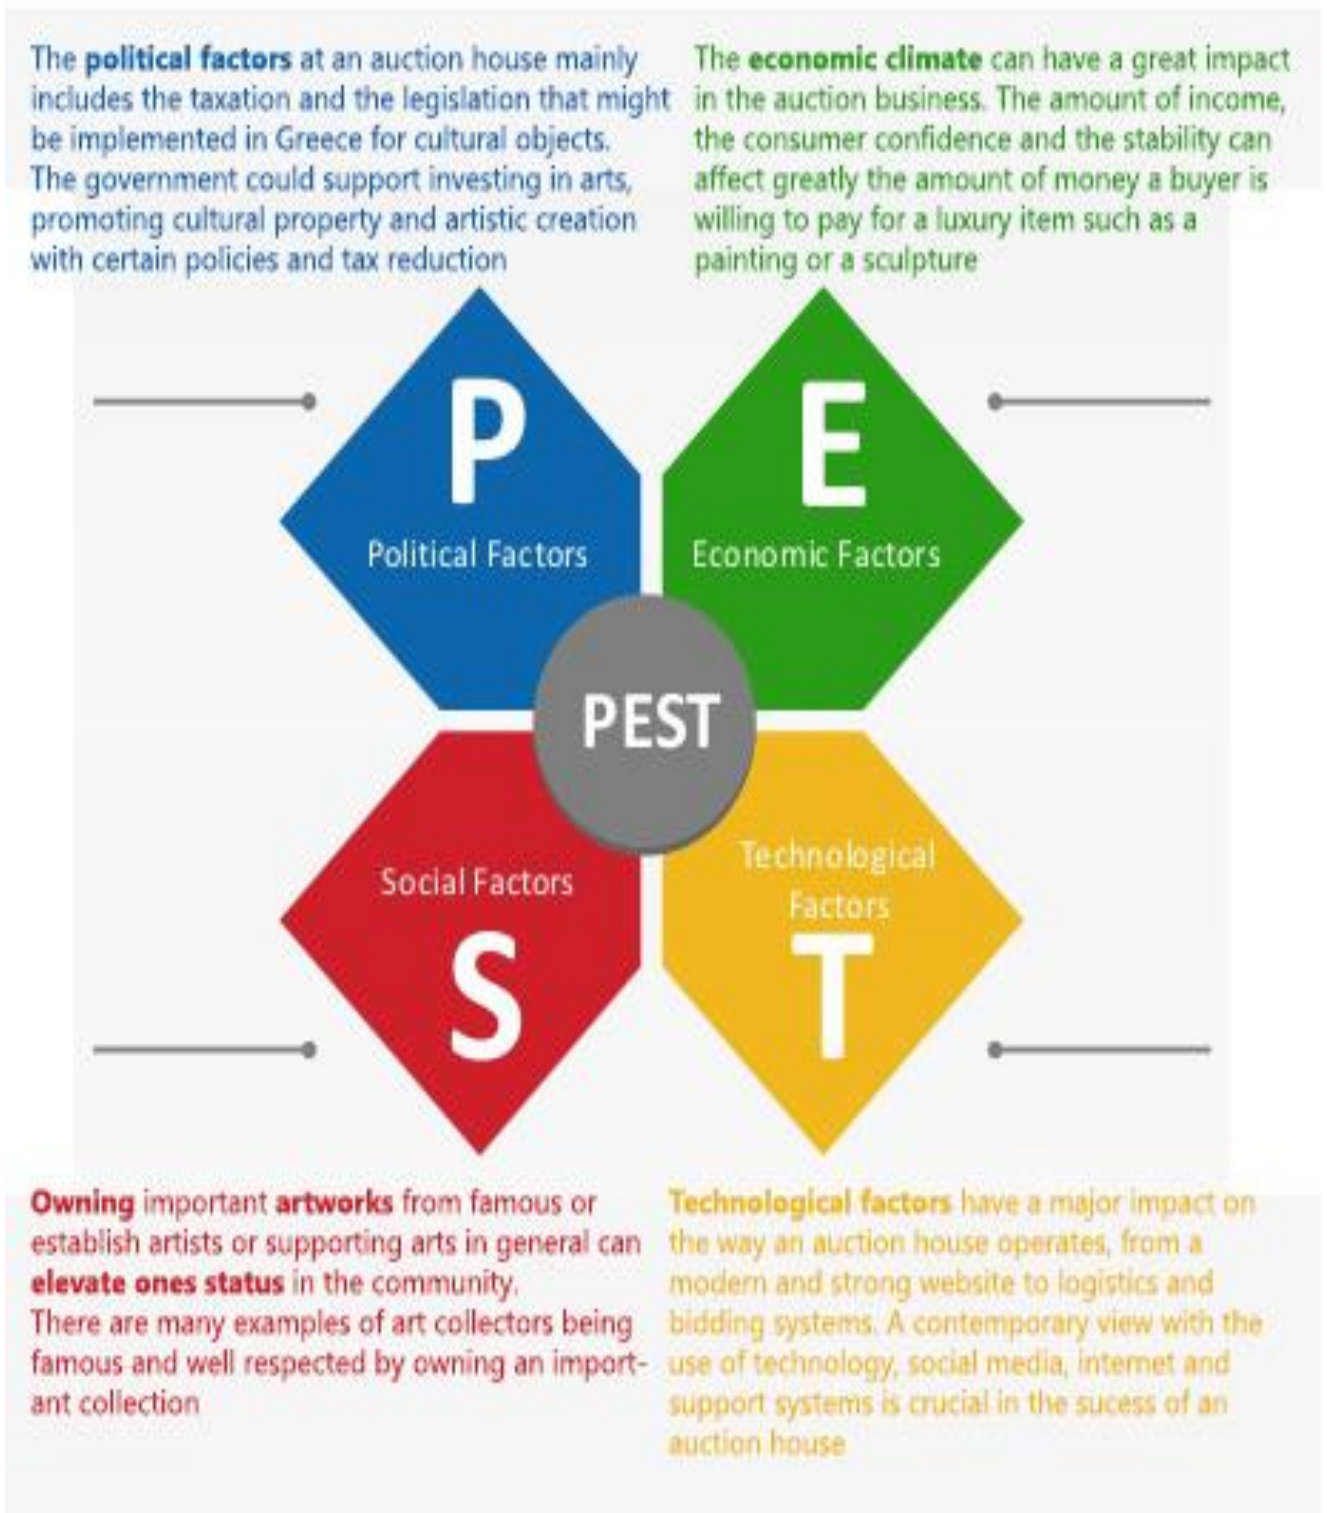 The political factors at an auction house mainly
includes the taxation and the legislation that might
be implemented in Greece for cultural objects.
The government could support investing in arts,
promoting cultural property and artistic creation
with certain policies and tax reduction
The economic climate can have a great impact
in the auction business. The amount of income,
the consumer confidence and the stability can
affect greatly the amount of money a buyer is
willing to pay for a luxury item such as a
painting or a sculpture
P
Political Factors
E
Economic Factors
PEST
Social Factors
S
Technological
Factors
T
Owning important artworks from famous or
establish artists or supporting arts in general can
elevate ones status in the community.
There are many examples of art collectors being
famous and well respected by owning an import-
ant collection
Technological factors have a major impact on
the way an auction house operates, from a
modern and strong website to logistics and
bidding systems. A contemporary view with the
use of technology, social media, internet and
support systems is crucial in the sucess of an
auction house